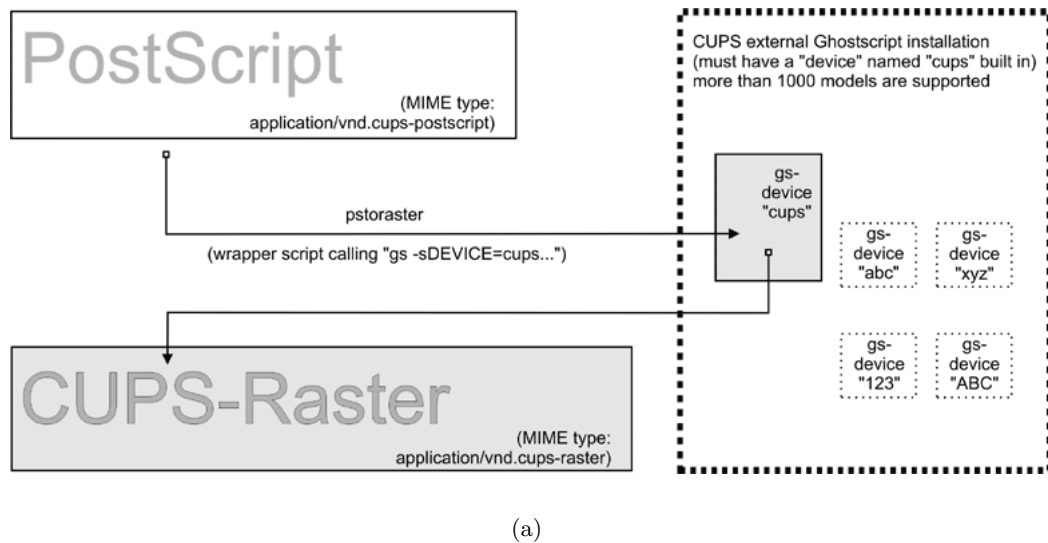 PostScript
(MIME type:
application/vnd.cups-postscript)
CUPS external Ghostscript installation
(must have a "device" named "cups" built in)
more than 1000 models are supported
gs-
device
"cups"
pstoraster
(wrapper script calling "gs -sDEVICE=cups...")
gs-
device
"abc"
gs-
device
"xyz"
gs-
device
"123"
gs-
device
"ABC"
CUPS-Raster
(MIME type:
application/vnd.cups-raster)
(a)